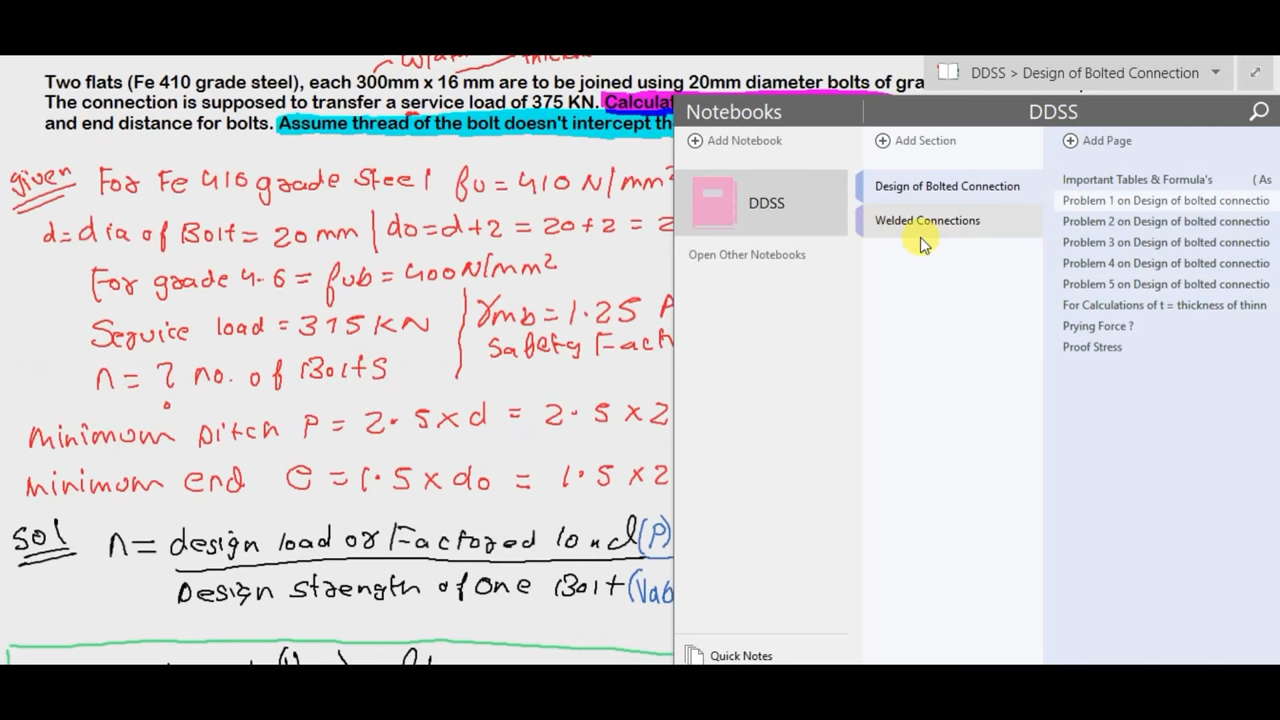 Two flats (Fe 410 grade steel), each 300mm x 16 mm are to be joined using 20mm diameter bolts of gra
The connection is supposed to transfer a service load of 375 KN. Calculat
and end distance for bolts. Assume thread of the bolt doesn't intercept th
given For Fe 410 grade steel fu = 410 N/mm²
d = dia of Bolt = 20 mm | do = d+2 = 20+2 = 2
For grade 4.6 = fub = 400 N/mm2
Service load = 375 KN
γmb = 1.25
Safety Fact
n = ? no. of Bolts
minimum Pitch P = 2.5 x d = 2.5 x 2
minimum end e = 1.5 x do = 1.5 x 2
Sol n = design load or Factored load (P)
Design strength of One Bolt (Vab
DDSS > Design of Bolted Connection
Notebooks
DDSS
Add Notebook
Add Section
Add Page
DDSS
Open Other Notebooks
Design of Bolted Connection
Welded Connections
Important Tables & Formula's ( As
Problem 1 on Design of bolted connectio
Problem 2 on Design of bolted connectio
Problem 3 on Design of bolted connectio
Problem 4 on Design of bolted connectio
Problem 5 on Design of bolted connectio
For Calculations of t = thickness of thinn
Prying Force ?
Proof Stress
Quick Notes